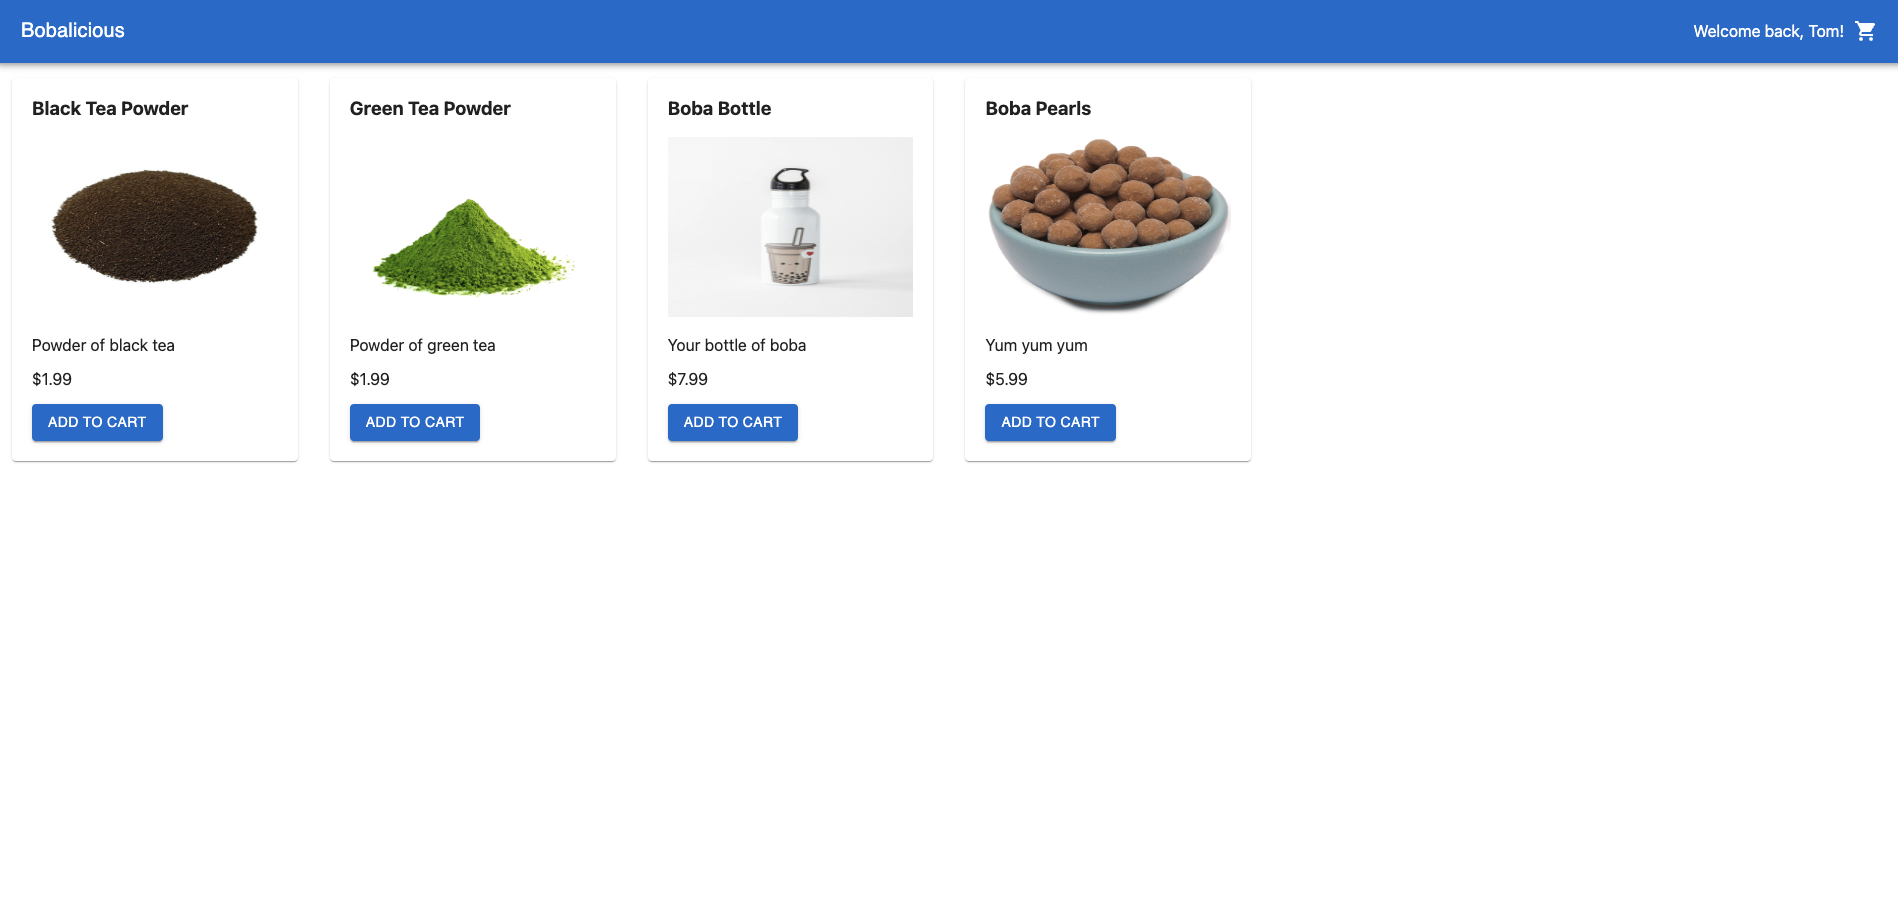 Bobalicious
Welcome back, Tom!
Black Tea Powder
Powder of black tea
$1.99
ADD TO CART
Green Tea Powder
Powder of green tea
$1.99
ADD TO CART
Boba Bottle
Your bottle of boba
$7.99
ADD TO CART
Boba Pearls
Yum yum yum
$5.99
ADD TO CART